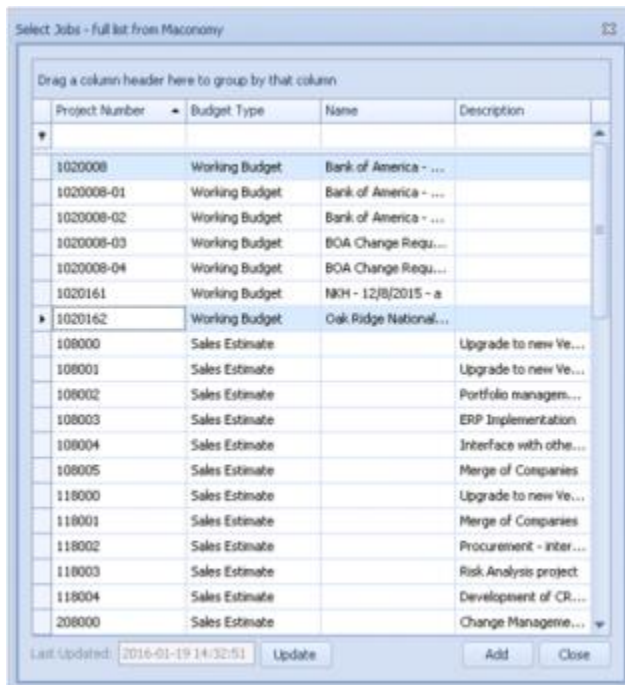 Select Jobs - full list from Maconomy
Drag a column header here to group by that column
Project Number Budget Type Name Description
1020008 Working Budget Bank of America - ...
1020008-01 Working Budget Bank of America - ...
1020008-02 Working Budget Bank of America - ...
1020008-03 Working Budget BOA Change Requ...
1020008-04 Working Budget BOA Change Requ...
1020161 Working Budget NKH - 12/8/2015 - a
1020162 Working Budget Oak Ridge National...
108000 Sales Estimate Upgrade to new Ve...
108001 Sales Estimate Upgrade to new Ve...
108002 Sales Estimate Portfolio managem...
108003 Sales Estimate ERP Implementation
108004 Sales Estimate Interface with othe...
108005 Sales Estimate Merge of Companies
118000 Sales Estimate Upgrade to new Ve...
118001 Sales Estimate Merge of Companies
118002 Sales Estimate Procurement - inter...
118003 Sales Estimate Risk Analysis project
118004 Sales Estimate Development of CR...
208000 Sales Estimate Change Manageme...
Last Updated: 2016-01-19 14:32:51 Update Add Close